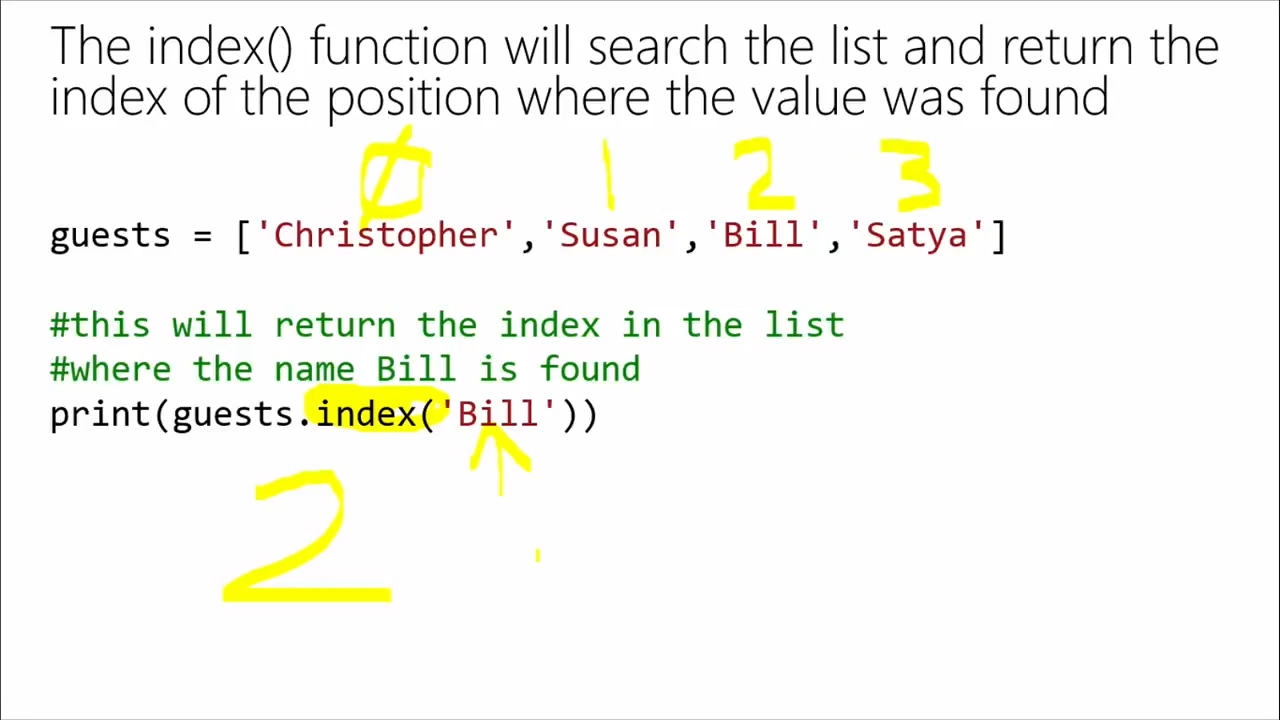 The index() function will search the list and return the
index of the position where the value was found
0 1 2 3
guests = ['Christopher','Susan','Bill','Satya']
#this will return the index in the list
#where the name Bill is found
print(guests.index('Bill'))
2